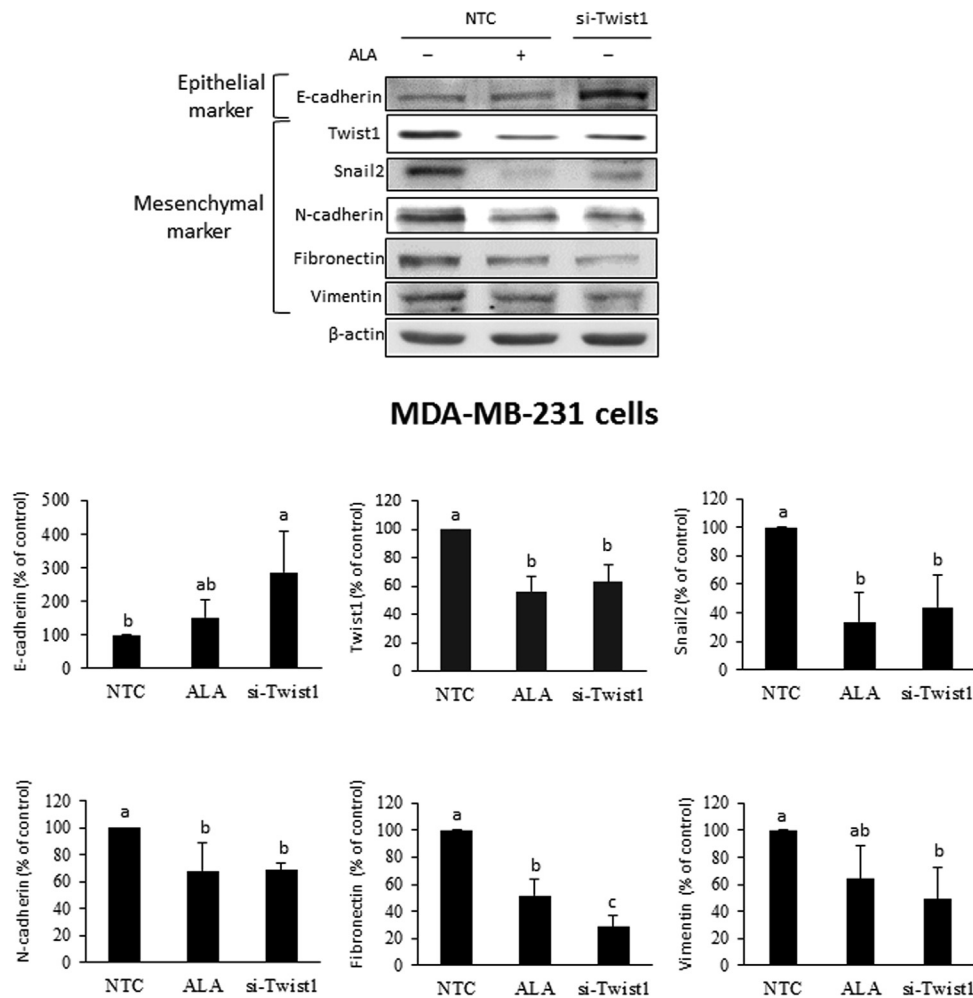 NTC si-Twist1
ALA – + –
Epithelial
marker
E-cadherin
Twist1
Snail2
Mesenchymal
marker
N-cadherin
Fibronectin
Vimentin
β-actin
MDA-MB-231 cells
E-cadherin (% of control)
500
400
300
200
100
0
b
ab
a
NTC ALA si-Twist1
Twist1 (% of control)
120
100
80
60
40
20
0
a
b
b
NTC ALA si-Twist1
Snail2 (% of control)
120
100
80
60
40
20
0
a
b
b
NTC ALA si-Twist1
N-cadherin (% of control)
120
100
80
60
40
20
0
a
b
b
NTC ALA si-Twist1
Fibronectin (% of control)
120
100
80
60
40
20
0
a
b
c
NTC ALA si-Twist1
Vimentin (% of control)
120
100
80
60
40
20
0
a
ab
b
NTC ALA si-Twist1